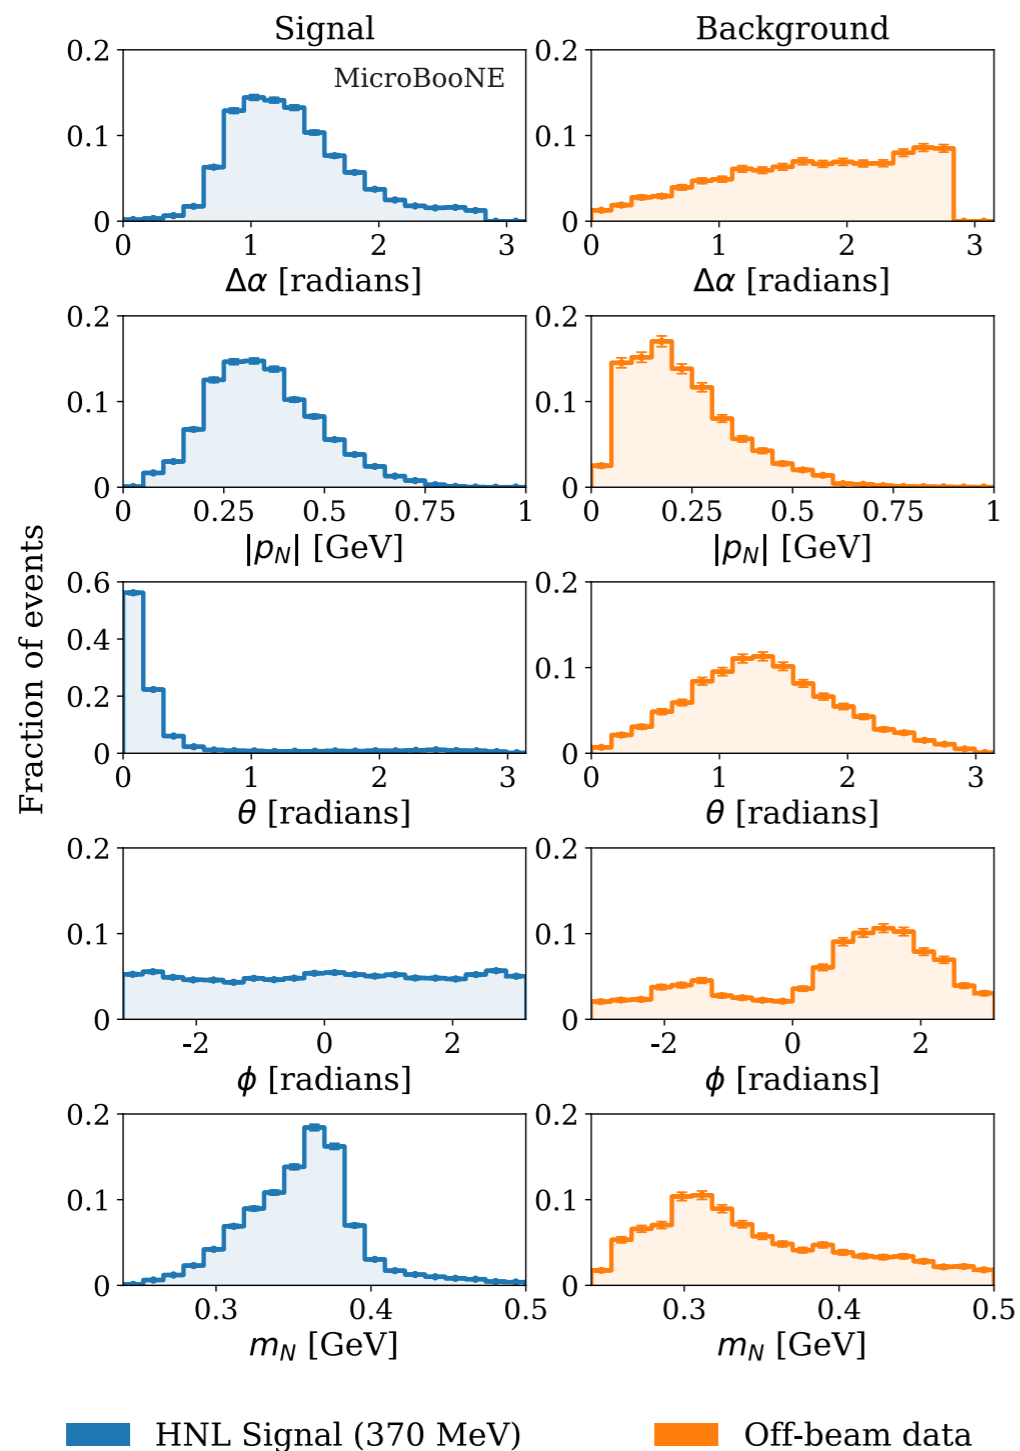 Signal Background
MicroBooNE
0.2 0.2
0.1 0.1
0 0
0 1 2 3 0 1 2 3
Δα [radians] Δα [radians]
0.2 0.2
0.1 0.1
0 0
0 0.25 0.5 0.75 1 0 0.25 0.5 0.75 1
|p_N| [GeV] |p_N| [GeV]
Fraction of events
0.6 0.2
0.4
0.1
0.2
0 0
0 1 2 3 0 1 2 3
θ [radians] θ [radians]
0.2 0.2
0.1 0.1
0 0
-2 0 2 -2 0 2
ϕ [radians] ϕ [radians]
0.2 0.2
0.1 0.1
0 0
0.3 0.4 0.5 0.3 0.4 0.5
m_N [GeV] m_N [GeV]
HNL Signal (370 MeV) Off-beam data